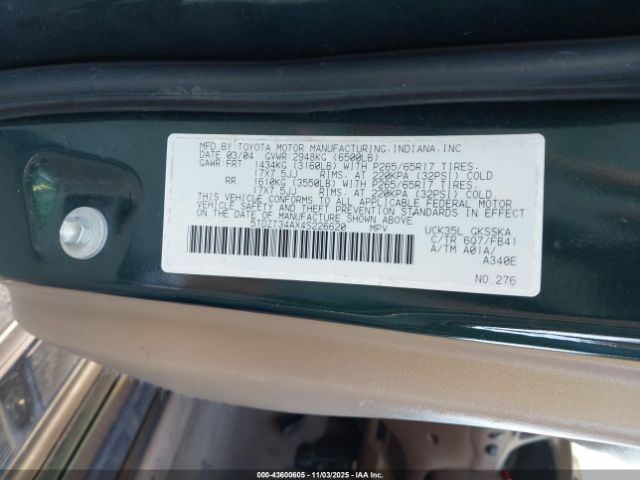 MFD. BY TOYOTA MOTOR MANUFACTURING, INDIANA, INC
DATE 03/04 GVWR 2948KG (6500LB)
GAWR FRT 1434KG (3160LB) WITH P265/65R17 TIRES,
17X7.5JJ RIMS, AT 220KPA (32PSI) COLD
RR 1610KG (3550LB) WITH P265/65R17 TIRES,
17X7.5JJ RIMS, AT 220KPA (32PSI) COLD
THIS VEHICLE CONFORMS TO ALL APPLICABLE FEDERAL MOTOR
VEHICLE SAFETY AND THEFT PREVENTION STANDARDS IN EFFECT
ON THE DATE OF MANUFACTURE SHOWN ABOVE
5TDZT34AX4S226620 MPV
UCK35L GKSSKA
C/TR 6Q7/FB41
A/TM A01A/
A340E
NO. 276
000-43600605 - 11/03/2025 - IAAI.COM